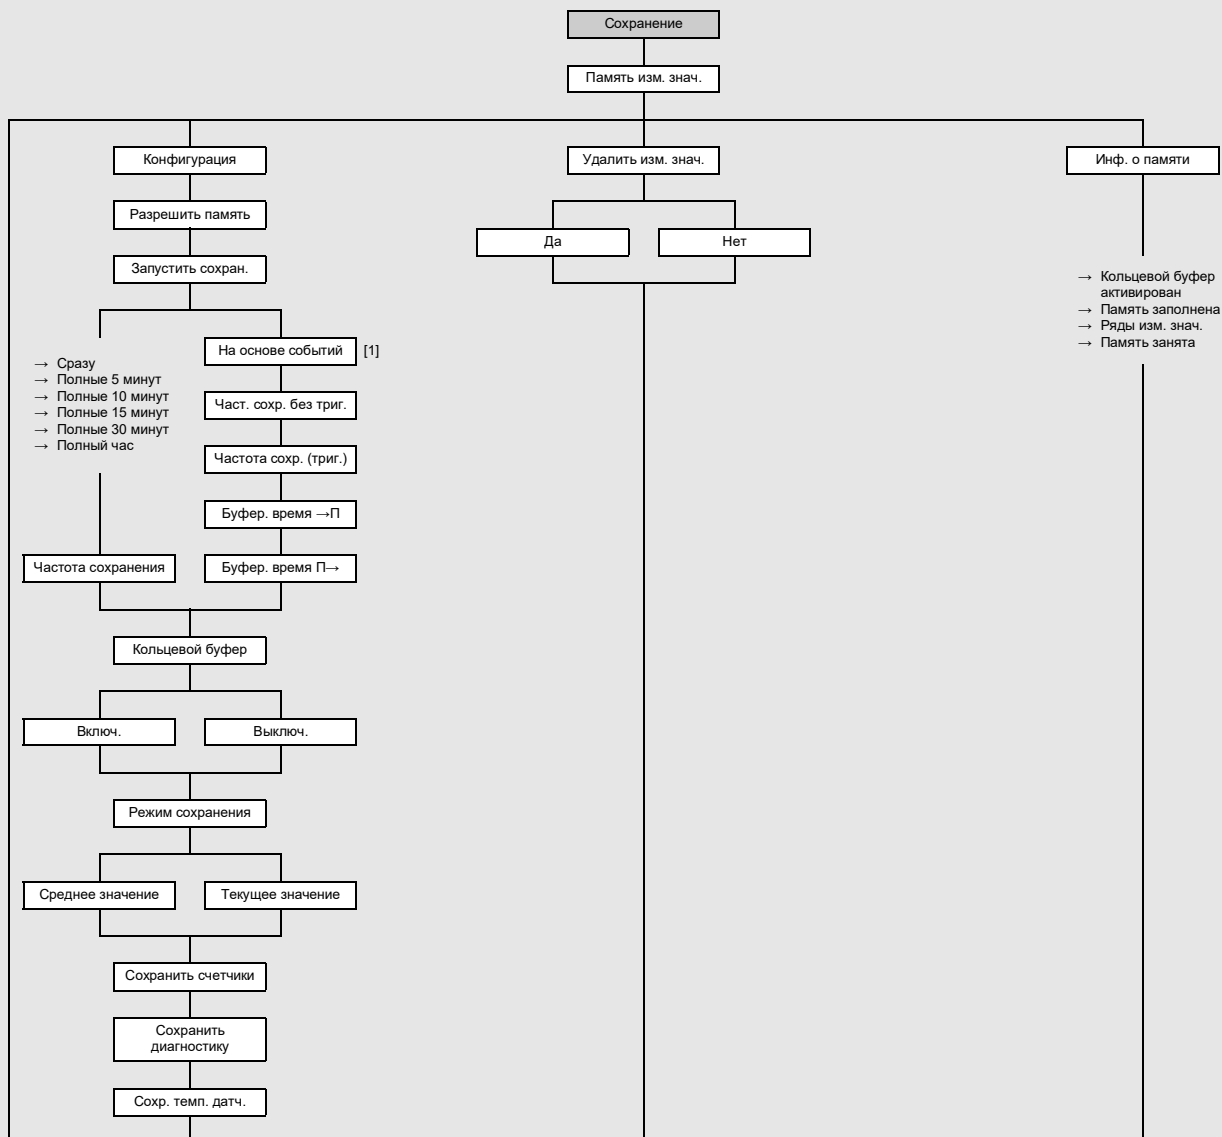 Сохранение
Память изм. знач.
Конфигурация
Удалить изм. знач.
Инф. о памяти
Разрешить память
Да
Нет
Запустить сохран.
→ Кольцевой буфер
активирован
→ Память заполнена
→ Ряды изм. знач.
→ Память занята
На основе событий [1]
→ Сразу
→ Полные 5 минут
→ Полные 10 минут
→ Полные 15 минут
→ Полные 30 минут
→ Полный час
Част. сохр. без триг.
Частота сохр. (триг.)
Буфер. время →П
Частота сохранения
Буфер. время П→
Кольцевой буфер
Включ.
Выключ.
Режим сохранения
Среднее значение
Текущее значение
Сохранить счетчики
Сохранить
диагностику
Сохр. темп. датч.